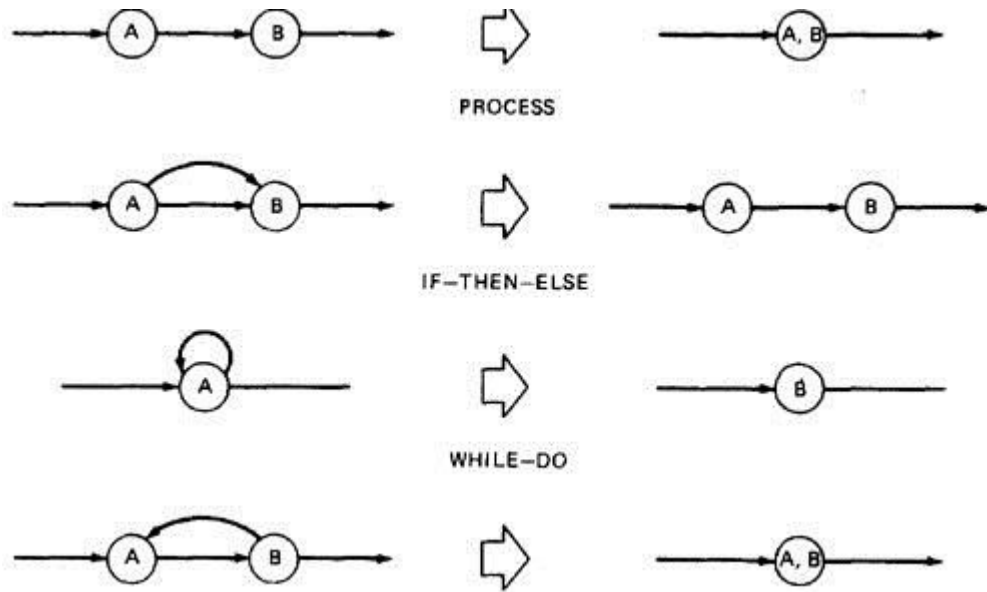 A B A, B
PROCESS
A B A B
IF-THEN-ELSE
A B
WHILE-DO
A B A, B